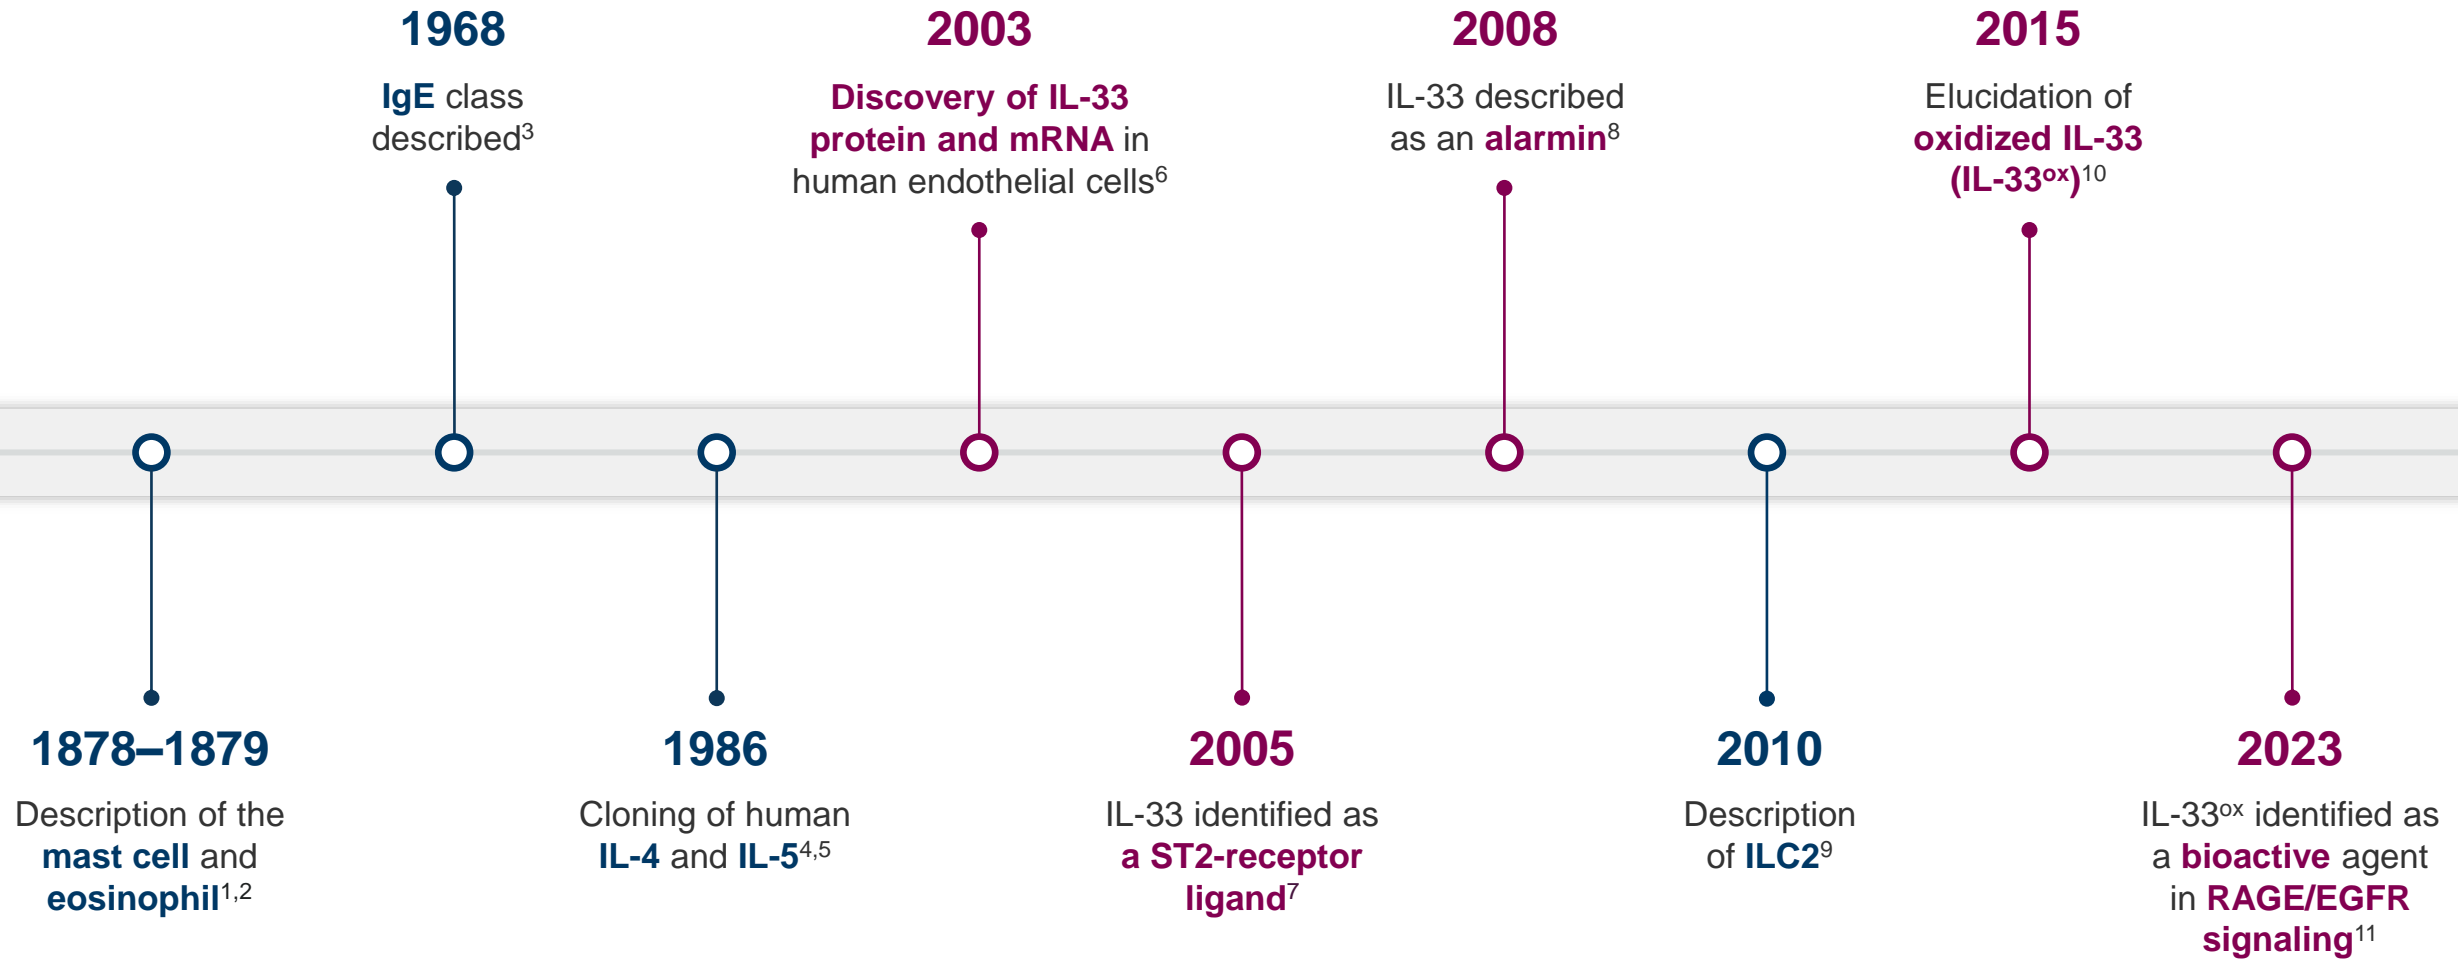 1968
IgE class
described3
2003
Discovery of IL-33
protein and mRNA in
human endothelial cells6
2008
IL-33 described
as an alarmin8
2015
Elucidation of
oxidized IL-33
(IL-33ox)10
1878–1879
Description of the
mast cell and
eosinophil1,2
1986
Cloning of human
IL-4 and IL-54,5
2005
IL-33 identified as
a ST2-receptor
ligand7
2010
Description
of ILC29
2023
IL-33ox identified as
a bioactive agent
in RAGE/EGFR
signaling11